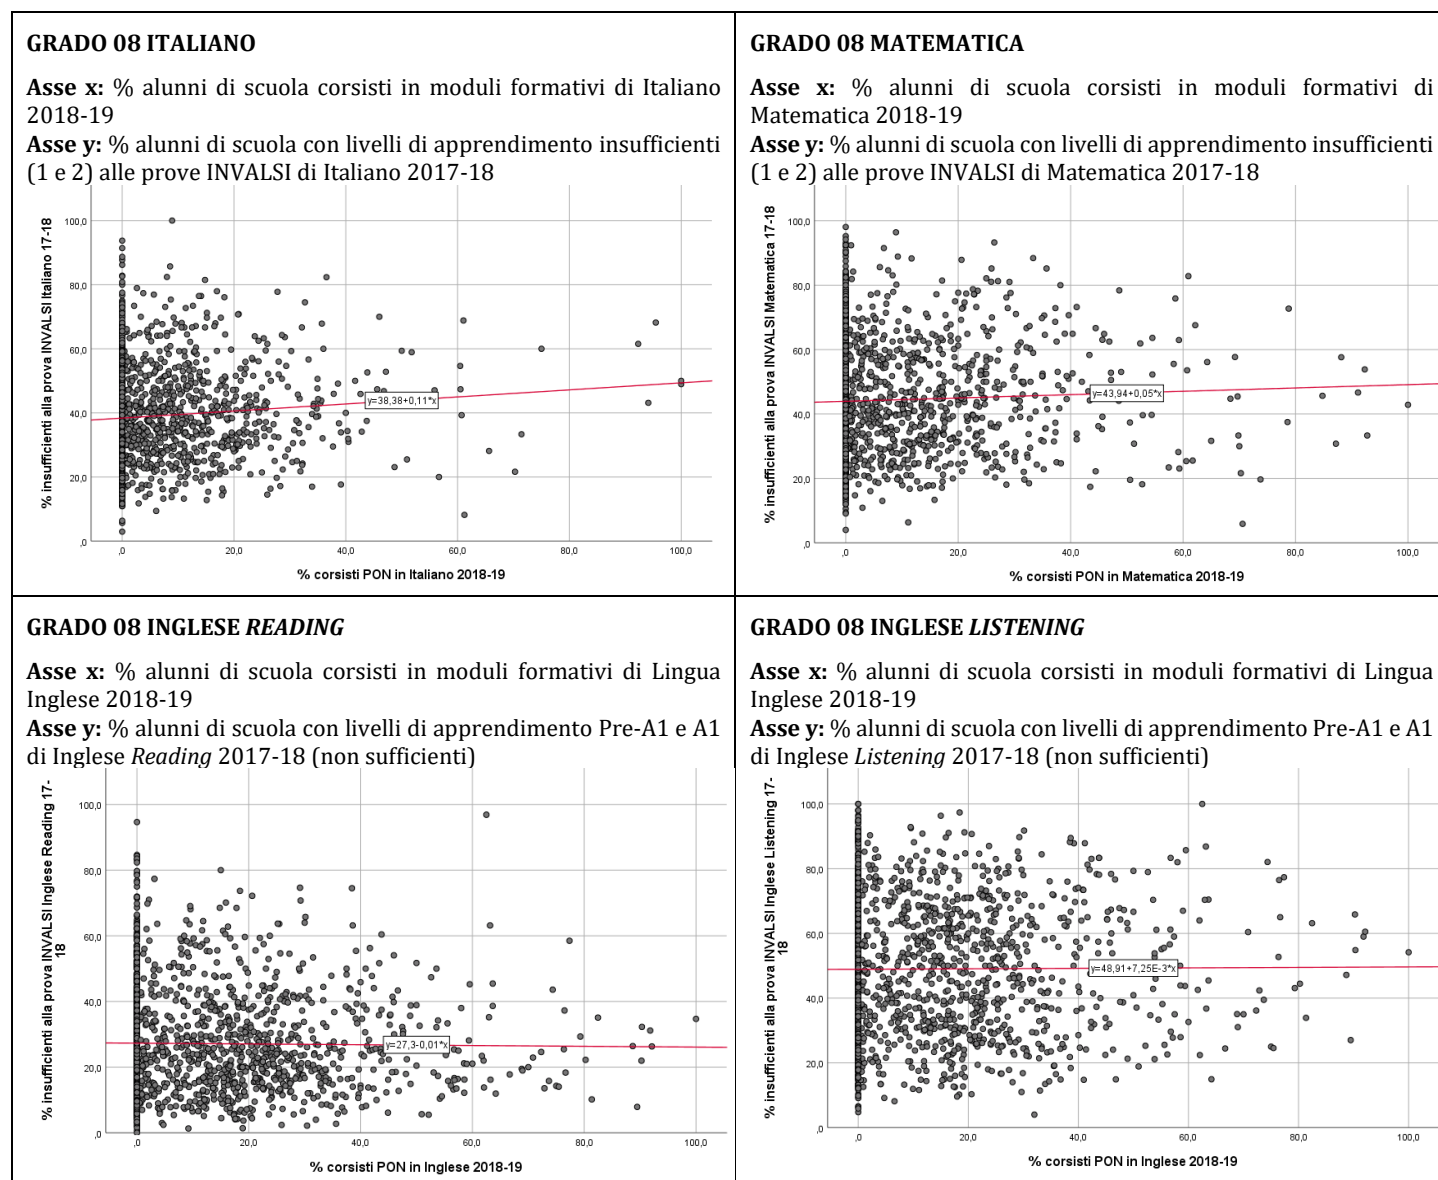 GRADO 08 ITALIANO
Asse x: % alunni di scuola corsisti in moduli formativi di Italiano
2018-19
Asse y: % alunni di scuola con livelli di apprendimento insufficienti
(1 e 2) alle prove INVALSI di Italiano 2017-18
% insufficienti alla prova INVALSI Italiano 17-18
100,0
80,0
60,0
40,0
20,0
,0
y=38,38+0,11*x
,0 20,0 40,0 60,0 80,0 100,0
% corsisti PON in Italiano 2018-19
GRADO 08 MATEMATICA
Asse x: % alunni di scuola corsisti in moduli formativi di
Matematica 2018-19
Asse y: % alunni di scuola con livelli di apprendimento insufficienti
(1 e 2) alle prove INVALSI di Matematica 2017-18
% insufficienti alla prova INVALSI Matematica 17-18
100,0
80,0
60,0
40,0
20,0
,0
y=43,94+0,05*x
,0 20,0 40,0 60,0 80,0 100,0
% corsisti PON in Matematica 2018-19
GRADO 08 INGLESE READING
Asse x: % alunni di scuola corsisti in moduli formativi di Lingua
Inglese 2018-19
Asse y: % alunni di scuola con livelli di apprendimento Pre-A1 e A1
di Inglese Reading 2017-18 (non sufficienti)
% insufficienti alla prova INVALSI Inglese Reading 17-
18
100,0
80,0
60,0
40,0
20,0
,0
y=27,3-0,01*x
,0 20,0 40,0 60,0 80,0 100,0
% corsisti PON in Inglese 2018-19
GRADO 08 INGLESE LISTENING
Asse x: % alunni di scuola corsisti in moduli formativi di Lingua
Inglese 2018-19
Asse y: % alunni di scuola con livelli di apprendimento Pre-A1 e A1
di Inglese Listening 2017-18 (non sufficienti)
% insufficienti alla prova INVALSI Inglese Listening 17-
18
100,0
80,0
60,0
40,0
20,0
,0
y=48,91+7,25E-3*x
,0 20,0 40,0 60,0 80,0 100,0
% corsisti PON in Inglese 2018-19